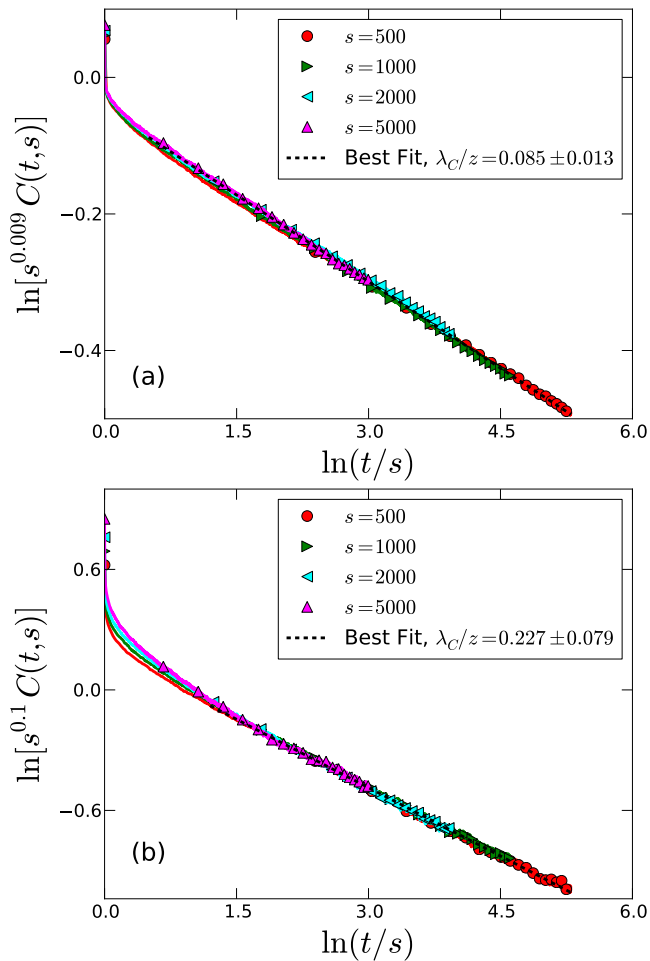 0.0
−0.2
−0.4
ln[s^{0.009} C(t,s)]
s=500
s=1000
s=2000
s=5000
Best Fit, λ_C/z=0.085±0.013
(a)
0.0 1.5 3.0 4.5 6.0
ln(t/s)
0.6
0.0
−0.6
ln[s^{0.1} C(t,s)]
s=500
s=1000
s=2000
s=5000
Best Fit, λ_C/z=0.227±0.079
(b)
0.0 1.5 3.0 4.5 6.0
ln(t/s)